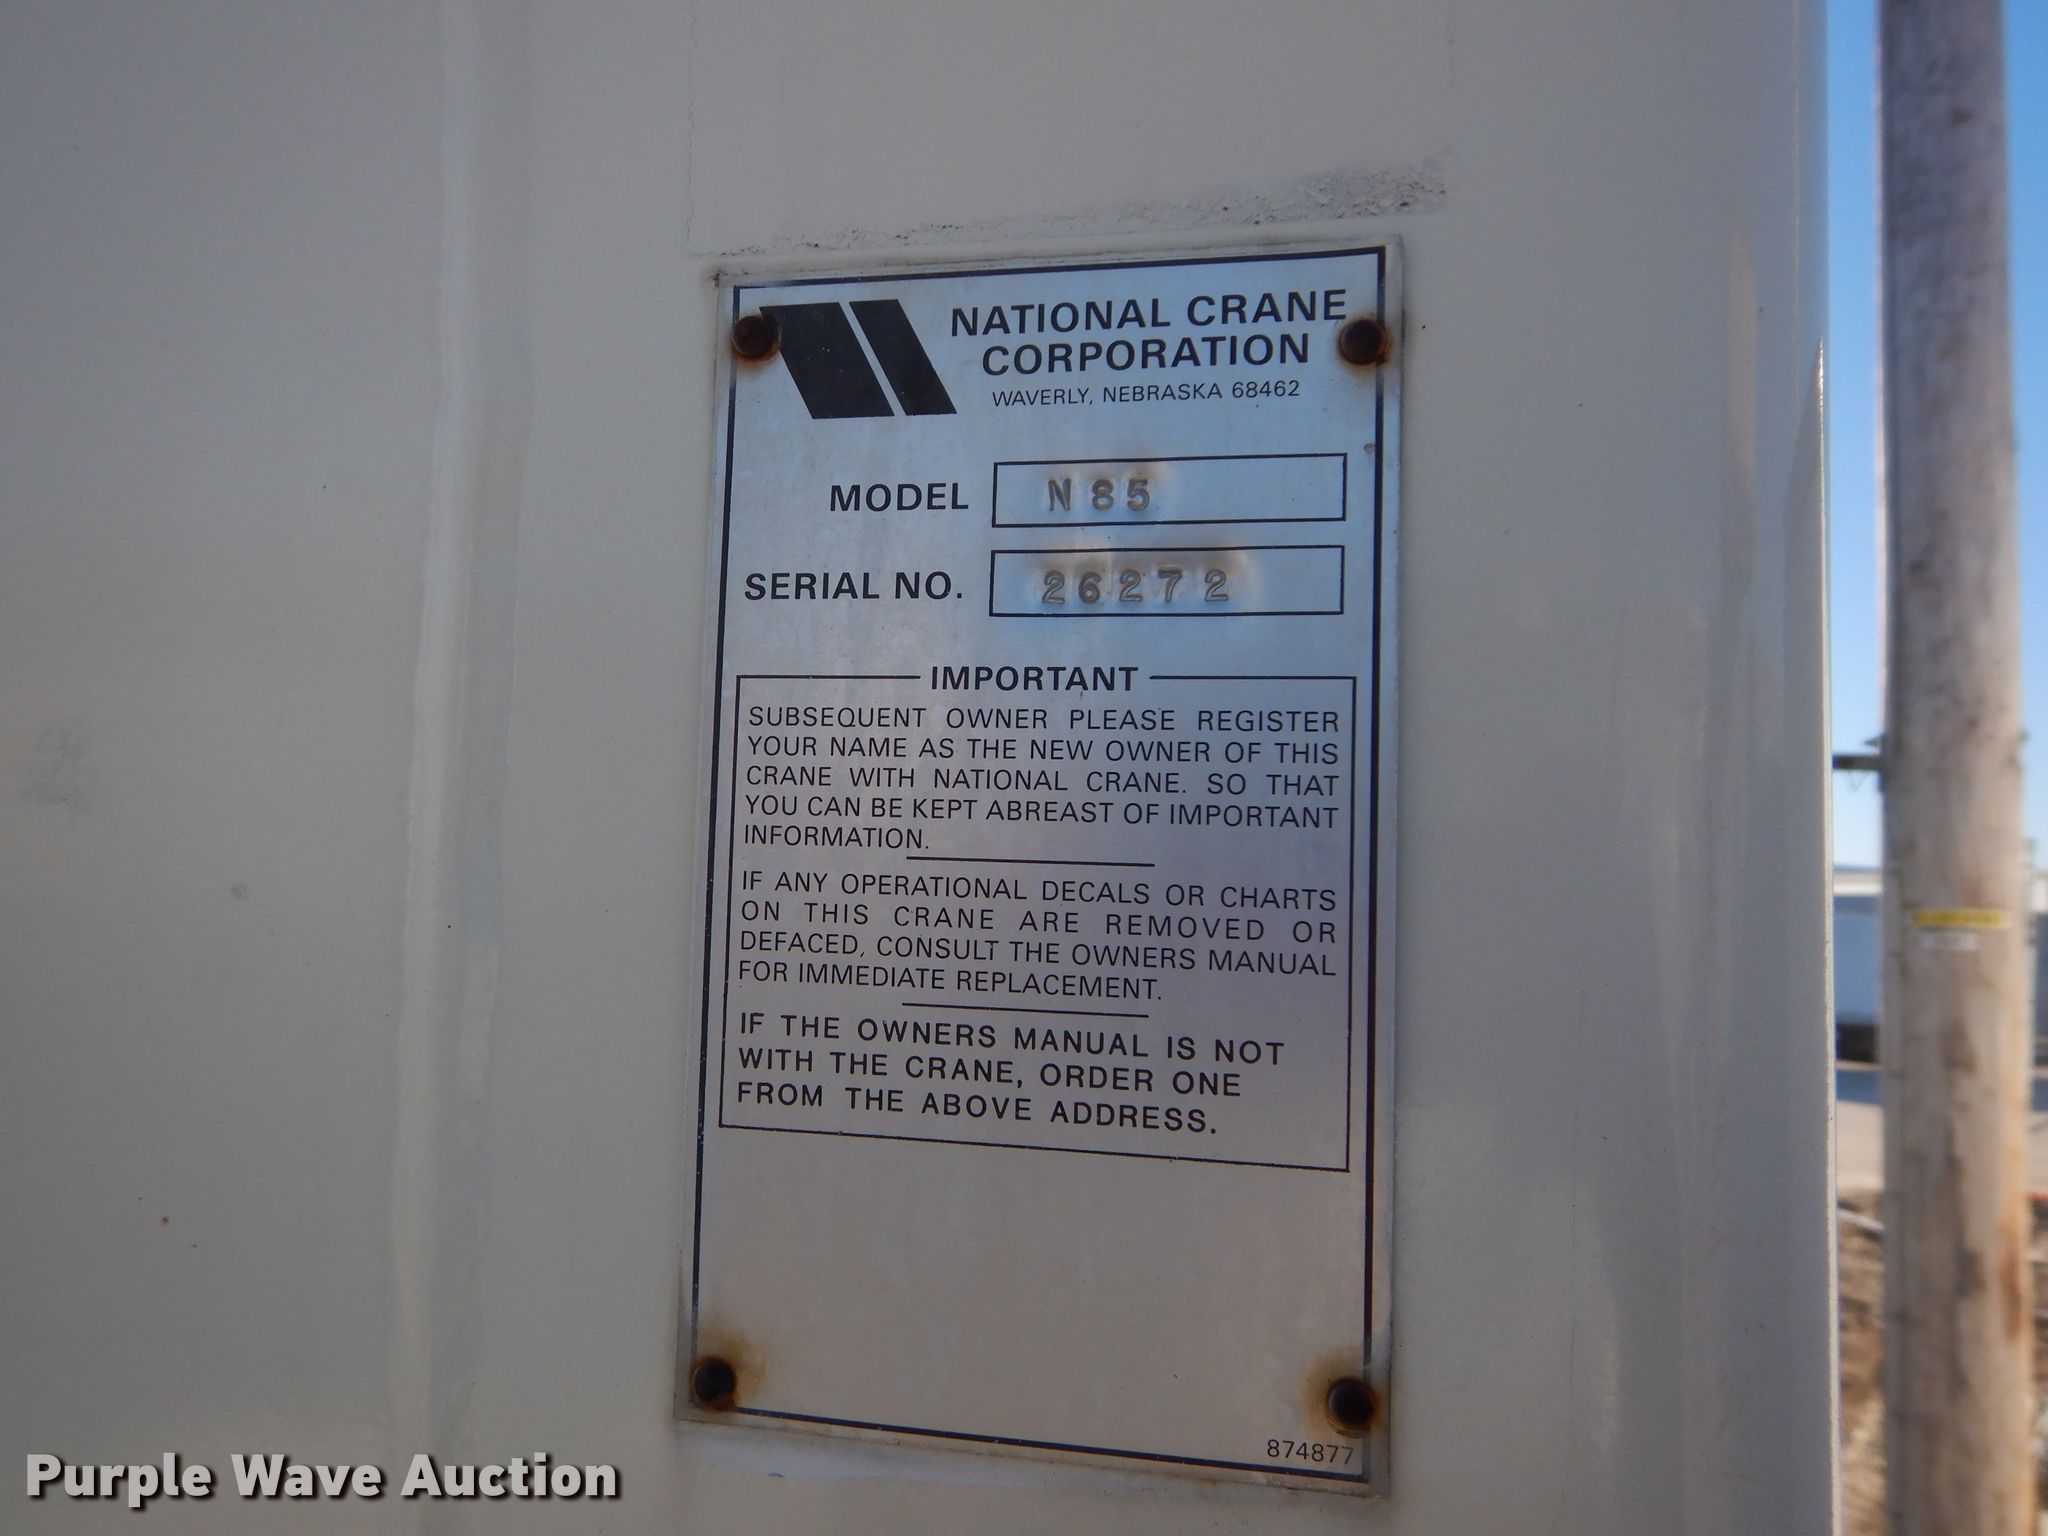 NATIONAL CRANE
CORPORATION
WAVERLY, NEBRASKA 68462
MODEL N85
SERIAL NO. 26272
IMPORTANT
SUBSEQUENT OWNER PLEASE REGISTER
YOUR NAME AS THE NEW OWNER OF THIS
CRANE WITH NATIONAL CRANE. SO THAT
YOU CAN BE KEPT ABREAST OF IMPORTANT
INFORMATION.
IF ANY OPERATIONAL DECALS OR CHARTS
ON THIS CRANE ARE REMOVED OR
DEFACED, CONSULT THE OWNERS MANUAL
FOR IMMEDIATE REPLACEMENT.
IF THE OWNERS MANUAL IS NOT
WITH THE CRANE, ORDER ONE
FROM THE ABOVE ADDRESS.
874877
Purple Wave Auction